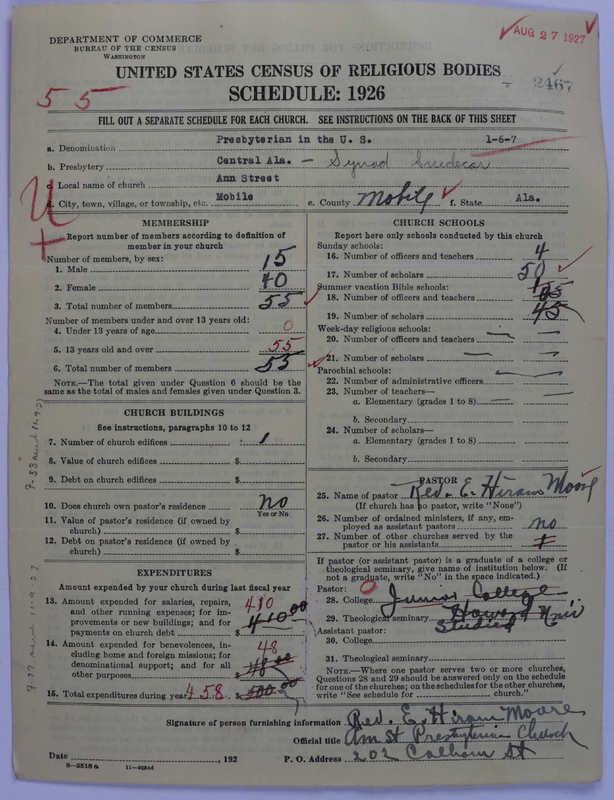 DEPARTMENT OF COMMERCE
BUREAU OF THE CENSUS
WASHINGTON
AUG 27 1927
UNITED STATES CENSUS OF RELIGIOUS BODIES
SCHEDULE: 1926
2467
55
FILL OUT A SEPARATE SCHEDULE FOR EACH CHURCH. SEE INSTRUCTIONS ON THE BACK OF THIS SHEET
a. Denomination Presbyterian in the U. S. 1-6-7
b. Presbytery Central Ala. – Synod Snedecor
c. Local name of church Ann Street
d. City, town, village, or township, etc. Mobile e. County Mobile f. State Ala.
MEMBERSHIP
Report number of members according to definition of member in your church
Number of members, by sex:
1. Male 15
2. Female 40
3. Total number of members 55
Number of members under and over 13 years old:
4. Under 13 years of age 0
5. 13 years old and over 55
6. Total number of members 55
NOTE.—The total given under Question 6 should be the same as the total of males and females given under Question 3.
CHURCH BUILDINGS
See instructions, paragraphs 10 to 12
7. Number of church edifices 1
8. Value of church edifices $
9. Debt on church edifices $
10. Does church own pastor's residence No
Yes or No
11. Value of pastor's residence (if owned by church) $
12. Debt on pastor's residence (if owned by church) $
EXPENDITURES
Amount expended by your church during last fiscal year
13. Amount expended for salaries, repairs, and other running expenses; for improvements or new buildings; and for payments on church debt $ 410 410.00
14. Amount expended for benevolences, including home and foreign missions; for denominational support; and for all other purposes $ 48 48.00
15. Total expenditures during year 458 $ 500.00
CHURCH SCHOOLS
Report here only schools conducted by this church
Sunday schools:
16. Number of officers and teachers 4
17. Number of scholars 50
Summer vacation Bible schools:
18. Number of officers and teachers
19. Number of scholars 45
Week-day religious schools:
20. Number of officers and teachers
21. Number of scholars
Parochial schools:
22. Number of administrative officers
23. Number of teachers—
a. Elementary (grades 1 to 8)
b. Secondary
24. Number of scholars—
a. Elementary (grades 1 to 8)
b. Secondary
PASTOR
25. Name of pastor Rev. E. Hiram Moore
(If church has no pastor, write "None")
26. Number of ordained ministers, if any, employed as assistant pastors no
27. Number of other churches served by the pastor or his assistants
If pastor (or assistant pastor) is a graduate of a college or theological seminary, give name of institution below. (If not a graduate, write "No" in the space indicated.)
Pastor:
28. College Junior College
29. Theological seminary Howard
Studied
Assistant pastor:
30. College
31. Theological seminary
NOTE.—Where one pastor serves two or more churches, Questions 28 and 29 should be answered only on the schedule for one of the churches; on the schedules for the other churches, write "See schedule for church."
Signature of person furnishing information Rev. E. Hiram Moore
Official title Ann St Presbyterian Church
Date , 192 P. O. Address 202 Calhoun St
8—5518a 11—92846